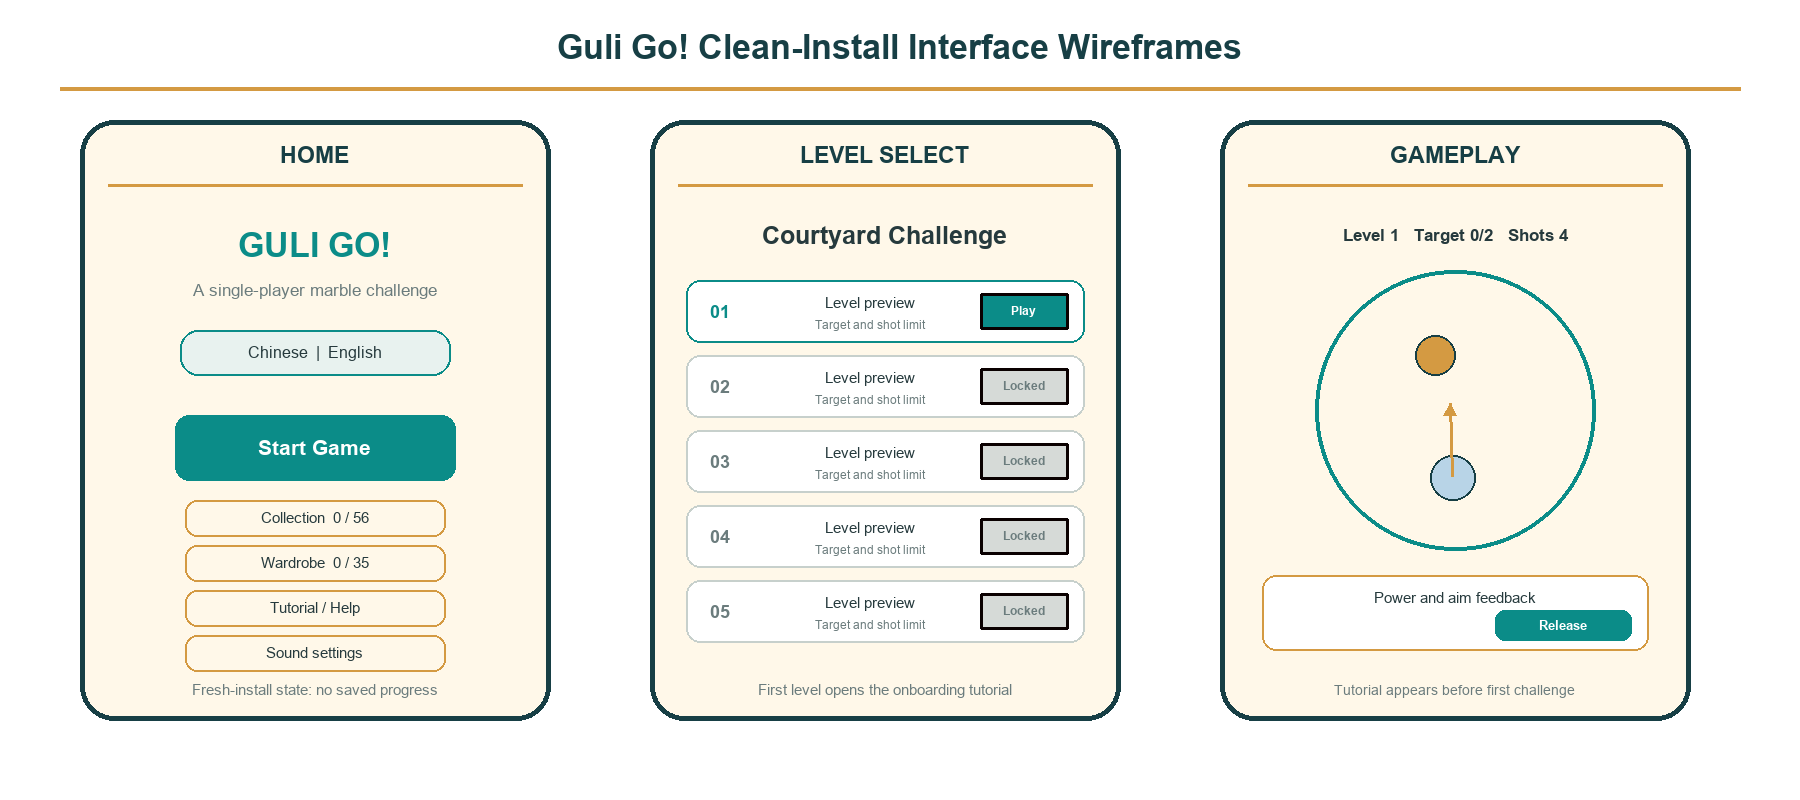 Guli Go! Clean-Install Interface Wireframes
HOME
GULI GO!
A single-player marble challenge
Chinese | English
Start Game
Collection 0 / 56
Wardrobe 0 / 35
Tutorial / Help
Sound settings
Fresh-install state: no saved progress
LEVEL SELECT
Courtyard Challenge
01 Level preview Play
Target and shot limit
02 Level preview Locked
Target and shot limit
03 Level preview Locked
Target and shot limit
04 Level preview Locked
Target and shot limit
05 Level preview Locked
Target and shot limit
First level opens the onboarding tutorial
GAMEPLAY
Level 1 Target 0/2 Shots 4
Power and aim feedback
Release
Tutorial appears before first challenge